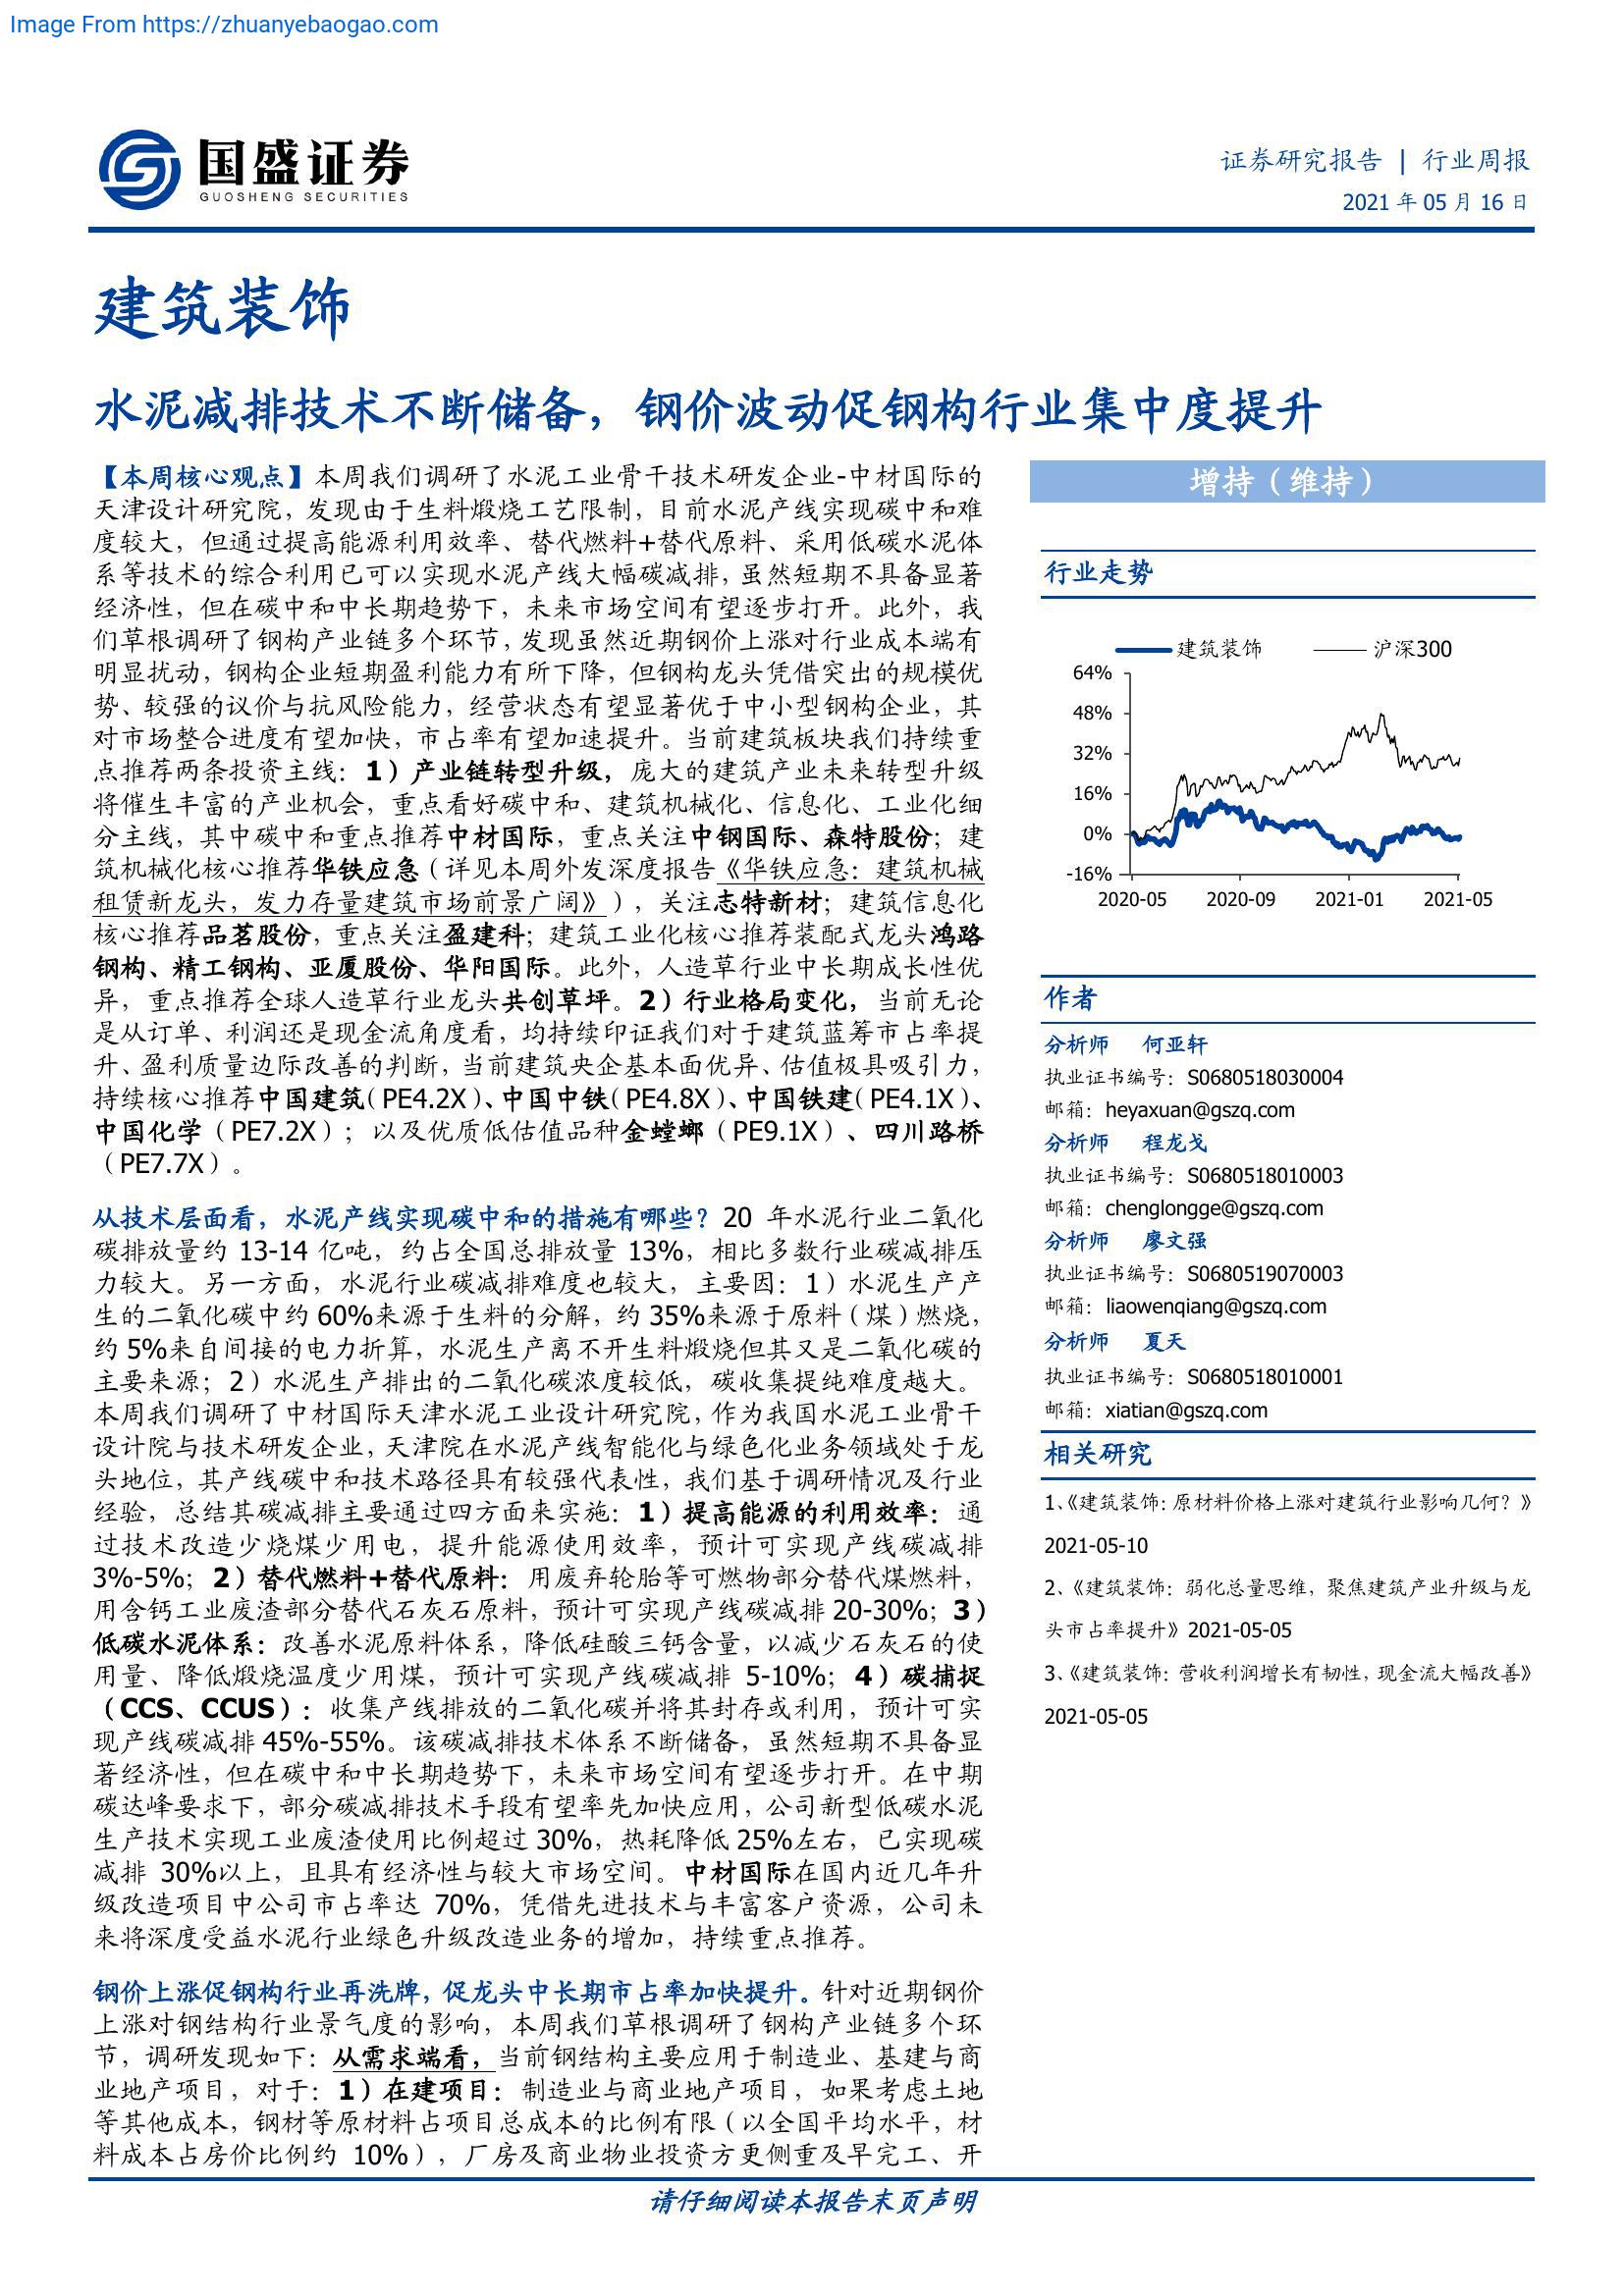 Image From https://zhuanyebaogao.com
国盛证券
GUOSHENG SECURITIES
证券研究报告 | 行业周报
2021 年 05 月 16 日
建筑装饰
水泥减排技术不断储备，钢价波动促钢构行业集中度提升
【本周核心观点】本周我们调研了水泥工业骨干技术研发企业-中材国际的
天津设计研究院，发现由于生料煅烧工艺限制，目前水泥产线实现碳中和难
度较大，但通过提高能源利用效率、替代燃料+替代原料、采用低碳水泥体
系等技术的综合利用已可以实现水泥产线大幅碳减排，虽然短期不具备显著
经济性，但在碳中和中长期趋势下，未来市场空间有望逐步打开。此外，我
们草根调研了钢构产业链多个环节，发现虽然近期钢价上涨对行业成本端有
明显扰动，钢构企业短期盈利能力有所下降，但钢构龙头凭借突出的规模优
势、较强的议价与抗风险能力，经营状态有望显著优于中小型钢构企业，其
对市场整合进度有望加快，市占率有望加速提升。当前建筑板块我们持续重
点推荐两条投资主线：1）产业链转型升级，庞大的建筑产业未来转型升级
将催生丰富的产业机会，重点看好碳中和、建筑机械化、信息化、工业化细
分主线，其中碳中和重点推荐中材国际，重点关注中钢国际、森特股份；建
筑机械化核心推荐华铁应急（详见本周外发深度报告《华铁应急：建筑机械
租赁新龙头，发力存量建筑市场前景广阔》），关注志特新材；建筑信息化
核心推荐品茗股份，重点关注盈建科；建筑工业化核心推荐装配式龙头鸿路
钢构、精工钢构、亚厦股份、华阳国际。此外，人造草行业中长期成长性优
异，重点推荐全球人造草行业龙头共创草坪。2）行业格局变化，当前无论
是从订单、利润还是现金流角度看，均持续印证我们对于建筑蓝筹市占率提
升、盈利质量边际改善的判断，当前建筑央企基本面优异、估值极具吸引力，
持续核心推荐中国建筑（PE4.2X）、中国中铁（PE4.8X）、中国铁建（PE4.1X）、
中国化学（PE7.2X）；以及优质低估值品种金螳螂（PE9.1X）、四川路桥
（PE7.7X）。
从技术层面看，水泥产线实现碳中和的措施有哪些？20 年水泥行业二氧化
碳排放量约 13-14 亿吨，约占全国总排放量 13%，相比多数行业碳减排压
力较大。另一方面，水泥行业碳减排难度也较大，主要因：1）水泥生产产
生的二氧化碳中约 60%来源于生料的分解，约 35%来源于原料（煤）燃烧，
约 5%来自间接的电力折算，水泥生产离不开生料煅烧但其又是二氧化碳的
主要来源；2）水泥生产排出的二氧化碳浓度较低，碳收集提纯难度越大。
本周我们调研了中材国际天津水泥工业设计研究院，作为我国水泥工业骨干
设计院与技术研发企业，天津院在水泥产线智能化与绿色化业务领域处于龙
头地位，其产线碳中和技术路径具有较强代表性，我们基于调研情况及行业
经验，总结其碳减排主要通过四方面来实施：1）提高能源的利用效率：通
过技术改造少烧煤少用电，提升能源使用效率，预计可实现产线碳减排
3%-5%；2）替代燃料+替代原料：用废弃轮胎等可燃物部分替代煤燃料，
用含钙工业废渣部分替代石灰石原料，预计可实现产线碳减排 20-30%；3）
低碳水泥体系：改善水泥原料体系，降低硅酸三钙含量，以减少石灰石的使
用量、降低煅烧温度少用煤，预计可实现产线碳减排 5-10%；4）碳捕捉
（CCS、CCUS）：收集产线排放的二氧化碳并将其封存或利用，预计可实
现产线碳减排 45%-55%。该碳减排技术体系不断储备，虽然短期不具备显
著经济性，但在碳中和中长期趋势下，未来市场空间有望逐步打开。在中期
碳达峰要求下，部分碳减排技术手段有望率先加快应用，公司新型低碳水泥
生产技术实现工业废渣使用比例超过 30%，热耗降低 25%左右，已实现碳
减排 30%以上，且具有经济性与较大市场空间。中材国际在国内近几年升
级改造项目中公司市占率达 70%，凭借先进技术与丰富客户资源，公司未
来将深度受益水泥行业绿色升级改造业务的增加，持续重点推荐。
钢价上涨促钢构行业再洗牌，促龙头中长期市占率加快提升。针对近期钢价
上涨对钢结构行业景气度的影响，本周我们草根调研了钢构产业链多个环
节，调研发现如下：从需求端看，当前钢结构主要应用于制造业、基建与商
业地产项目，对于：1）在建项目：制造业与商业地产项目，如果考虑土地
等其他成本，钢材等原材料占项目总成本的比例有限（以全国平均水平，材
料成本占房价比例约 10%），厂房及商业物业投资方更侧重及早完工、开
增持（维持）
行业走势
建筑装饰 沪深300
64%
48%
32%
16%
0%
-16%
2020-05 2020-09 2021-01 2021-05
作者
分析师 何亚轩
执业证书编号：S0680518030004
邮箱：heyaxuan@gszq.com
分析师 程龙戈
执业证书编号：S0680518010003
邮箱：chenglongge@gszq.com
分析师 廖文强
执业证书编号：S0680519070003
邮箱：liaowenqiang@gszq.com
分析师 夏天
执业证书编号：S0680518010001
邮箱：xiatian@gszq.com
相关研究
1、《建筑装饰：原材料价格上涨对建筑行业影响几何？》
2021-05-10
2、《建筑装饰：弱化总量思维，聚焦建筑产业升级与龙
头市占率提升》2021-05-05
3、《建筑装饰：营收利润增长有韧性，现金流大幅改善》
2021-05-05
请仔细阅读本报告末页声明